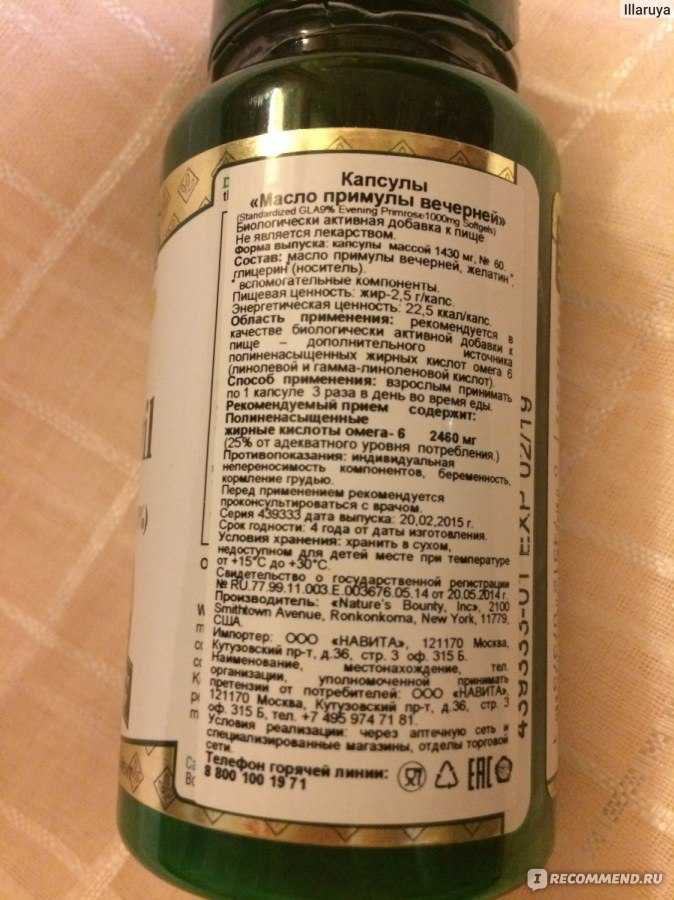 Illaruya
Капсулы
«Масло примулы вечерней»
(Standardized GLA9% Evening Primrose1000mg Softgels)
Биологически активная добавка к пище
Не является лекарством.
Форма выпуска: капсулы массой 1430 мг, № 60.
Состав: масло примулы вечерней, желатин*,
глицерин*(носитель).
*вспомогательные компоненты.
Пищевая ценность: жир-2,5 г/капс.
Энергетическая ценность: 22,5 ккал/капс.
Область применения: рекомендуется в
качестве биологически активной добавки к
пище – дополнительного источника
полиненасыщенных жирных кислот омега 6
(линолевой и гамма-линоленовой кислот).
Способ применения: взрослым принимать
по 1 капсуле 3 раза в день во время еды.
Рекомендуемый прием содержит:
Полиненасыщенные
жирные кислоты омега- 6 2460 мг
(25% от адекватного уровня потребления.)
Противопоказания: индивидуальная
непереносимость компонентов, беременность,
кормление грудью.
Перед применением рекомендуется
проконсультироваться с врачом.
Серия 439333 дата выпуска: 20,02,2015 г.
Срок годности: 4 года от даты изготовления.
Условия хранения: хранить в сухом,
недоступном для детей месте при температуре
от +15°С до +30°С.
Свидетельство о государственной регистрации
№ RU.77.99.11.003.Е.003676.05.14 от 20.05.2014г.
Производитель: «Nature's Bounty, Inc», 2100
Smithtown Avenue, Ronkonkoma, New York, 11779,
США.
Импортер: ООО «НАВИТА», 121170 Москва,
Кутузовский пр-т, д.36, стр. 3 оф. 315 Б.
Наименование, местонахождение, тел.
организации, уполномоченной принимать
претензии от потребителей: ООО «НАВИТА»,
121170 Москва, Кутузовский пр-т, д.36, стр. 3
оф. 315 Б, тел. +7 495 974 71 81.
Условия реализации: через аптечную сеть и
специализированные магазины, отделы торговой
сети.
Телефон горячей линии:
8 800 100 19 71
EAC
439333-01 EXP 02/19
IRECOMMEND.RU